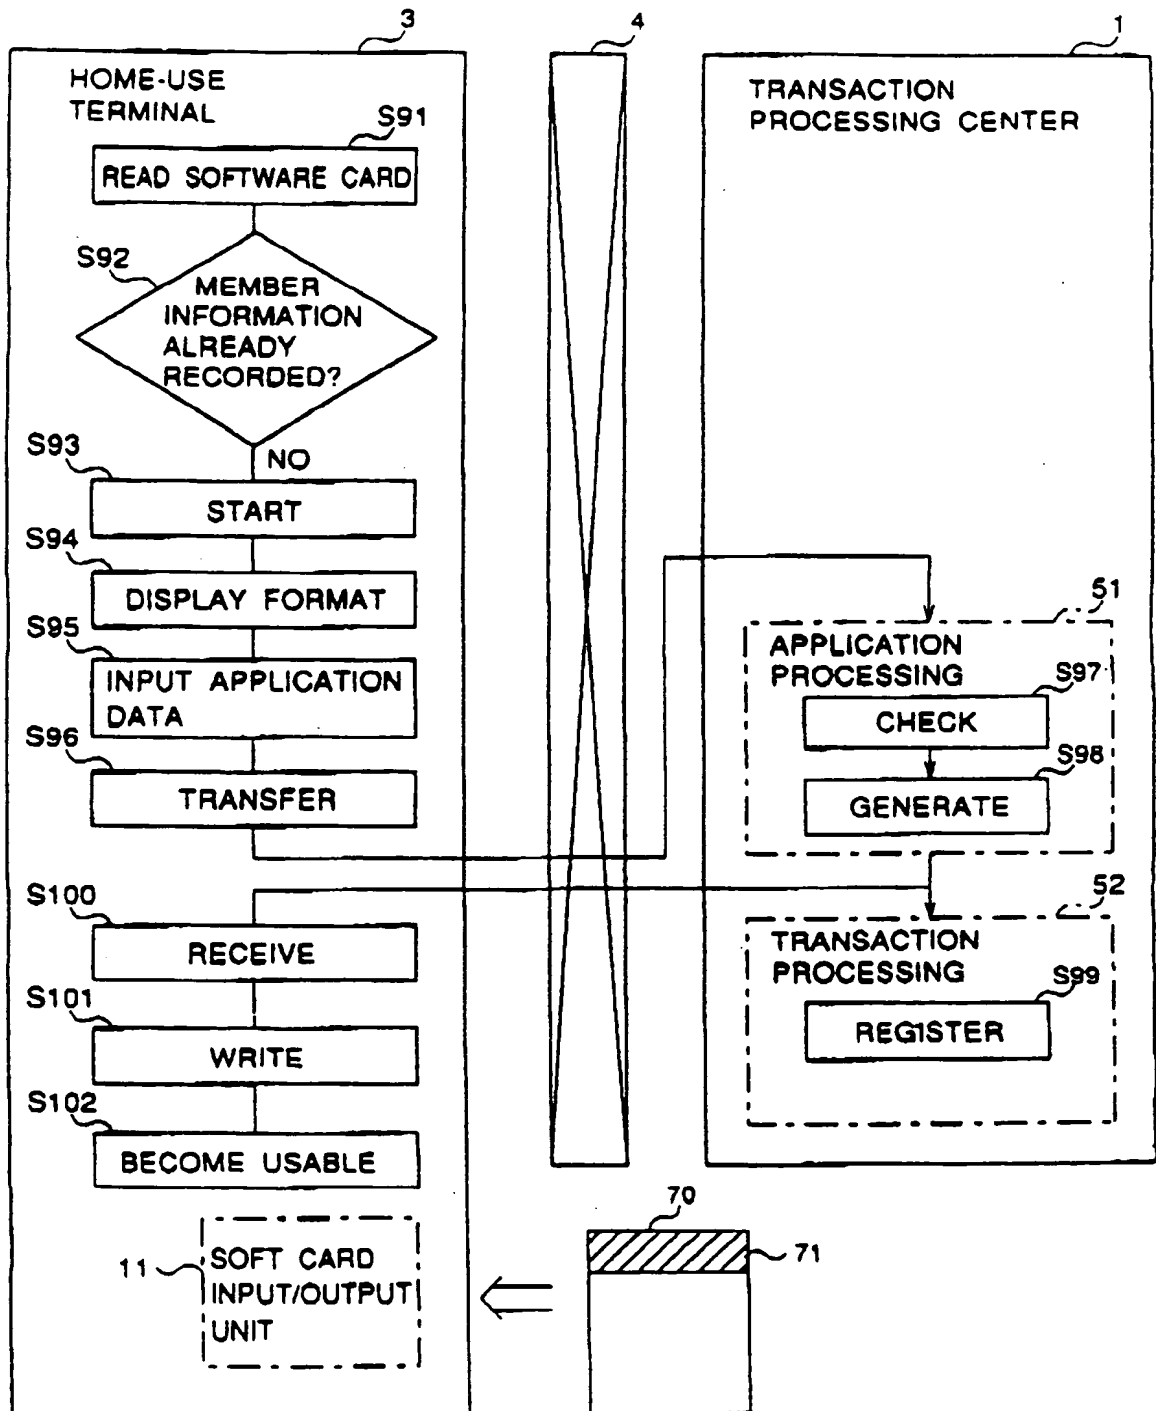 3
4
1
HOME-USE
TERMINAL
TRANSACTION
PROCESSING CENTER
S91
READ SOFTWARE CARD
S92
MEMBER
INFORMATION
ALREADY
RECORDED?
S93
NO
START
S94
DISPLAY FORMAT
S95
INPUT APPLICATION
DATA
S96
TRANSFER
51
APPLICATION
PROCESSING
S97
CHECK
S98
GENERATE
S100
RECEIVE
52
TRANSACTION
PROCESSING
S99
REGISTER
S101
WRITE
S102
BECOME USABLE
70
71
11
SOFT CARD
INPUT/OUTPUT
UNIT